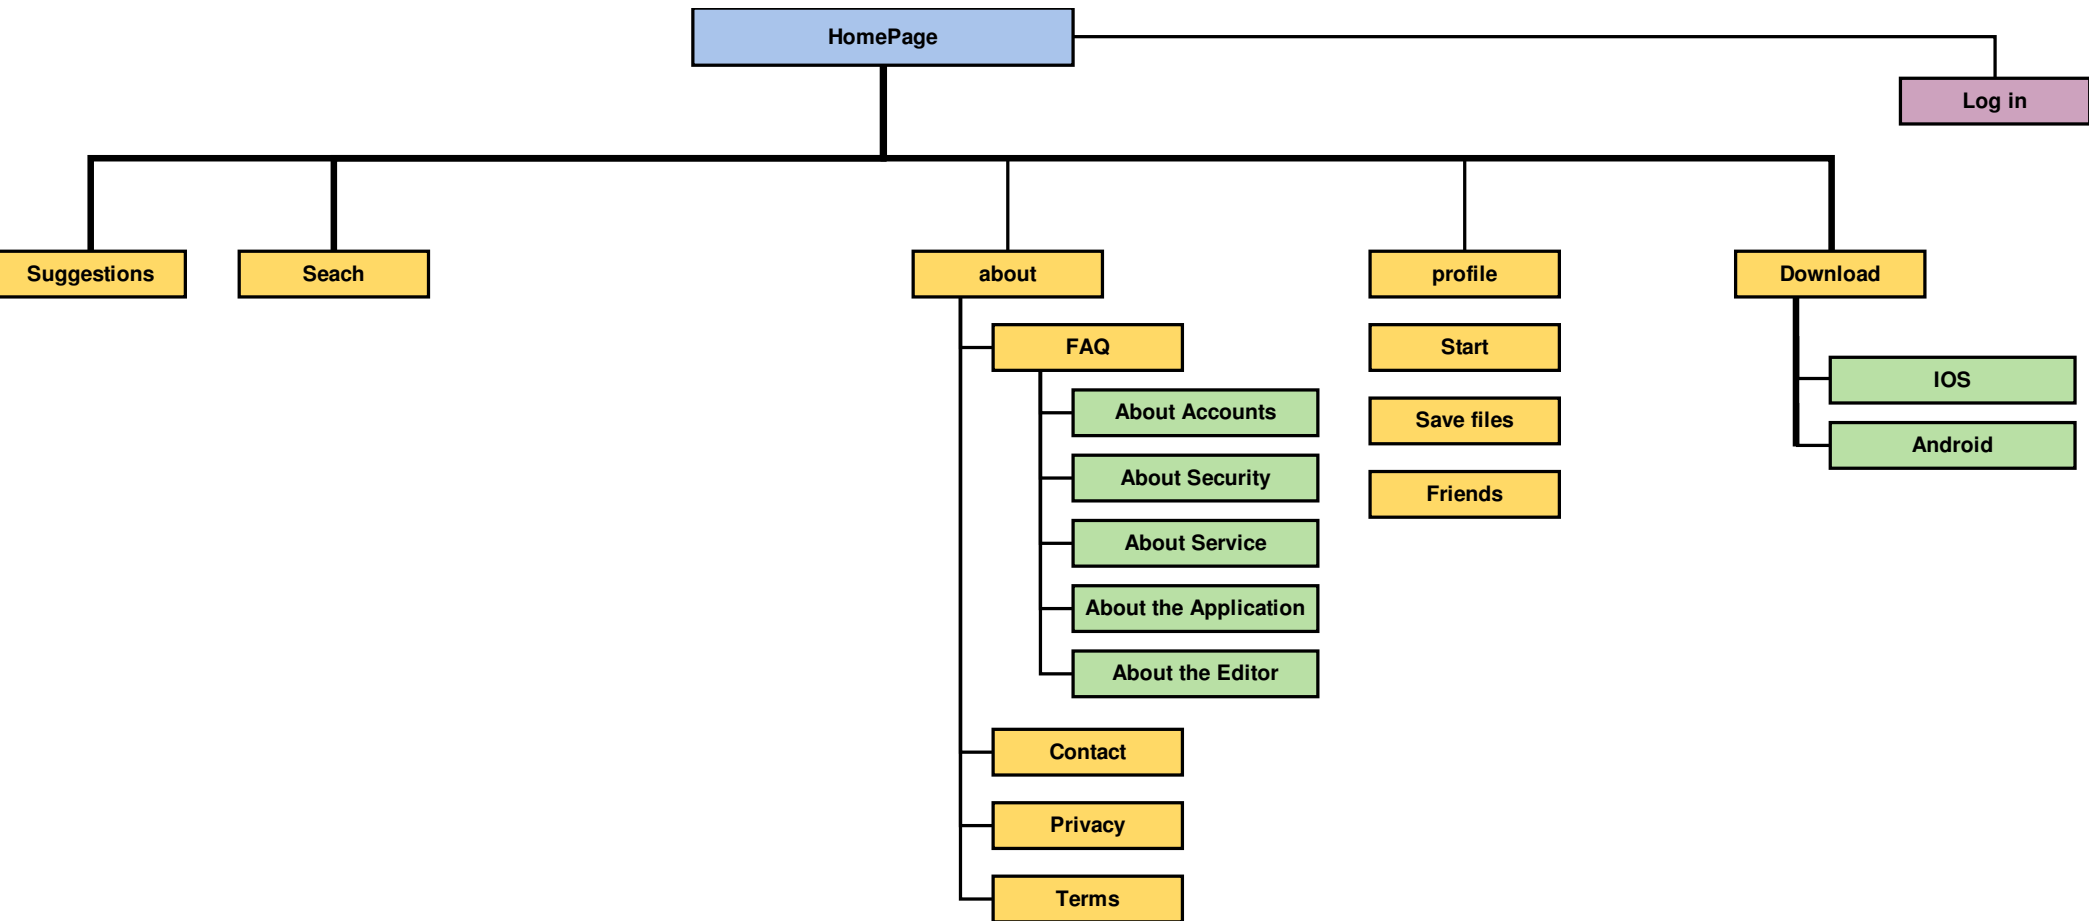 HomePage
Log in
Suggestions
Seach
about
profile
Download
FAQ
About Accounts
About Security
About Service
About the Application
About the Editor
Contact
Privacy
Terms
Start
Save files
Friends
IOS
Android